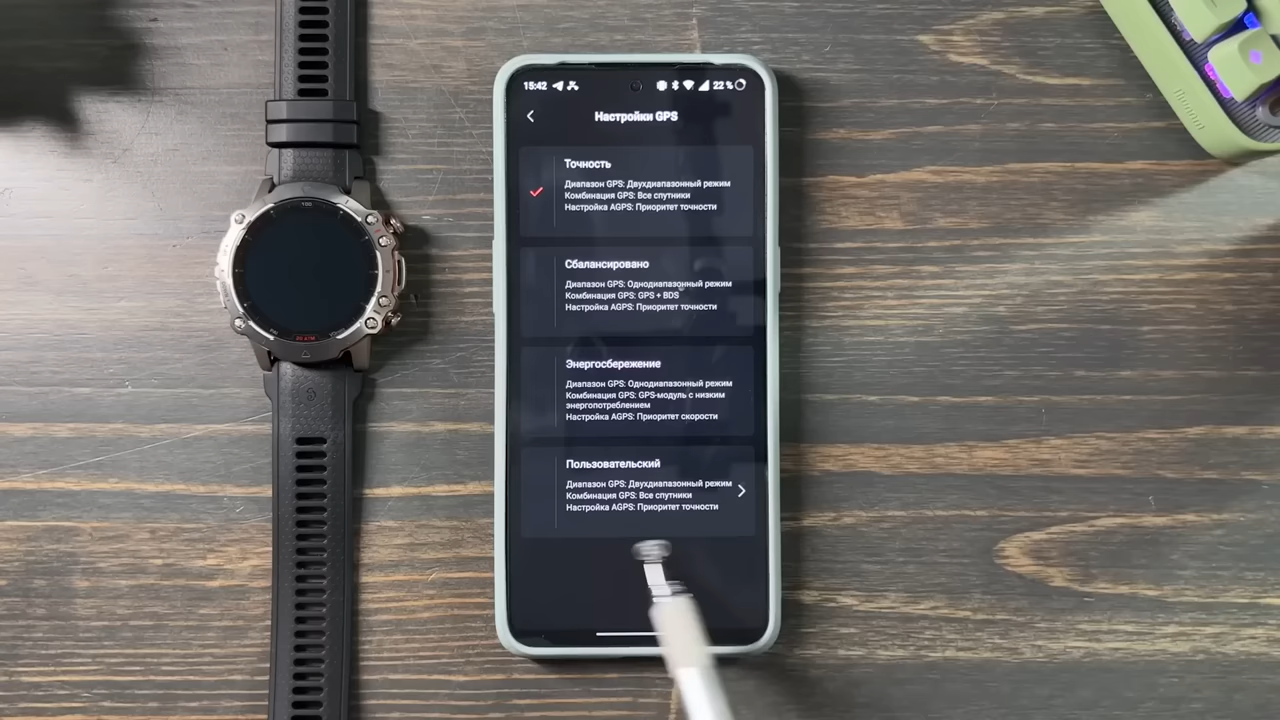 15:42
22 %
Настройки GPS
Точность
Диапазон GPS: Двухдиапазонный режим
Комбинация GPS: Все спутники
Настройка AGPS: Приоритет точности
Сбалансировано
Диапазон GPS: Однодиапазонный режим
Комбинация GPS: GPS + BDS
Настройка AGPS: Приоритет точности
Энергосбережение
Диапазон GPS: Однодиапазонный режим
Комбинация GPS: GPS-модуль с низким
энергопотреблением
Настройка AGPS: Приоритет скорости
Пользовательский
Диапазон GPS: Двухдиапазонный режим
Комбинация GPS: Все спутники
Настройка AGPS: Приоритет точности